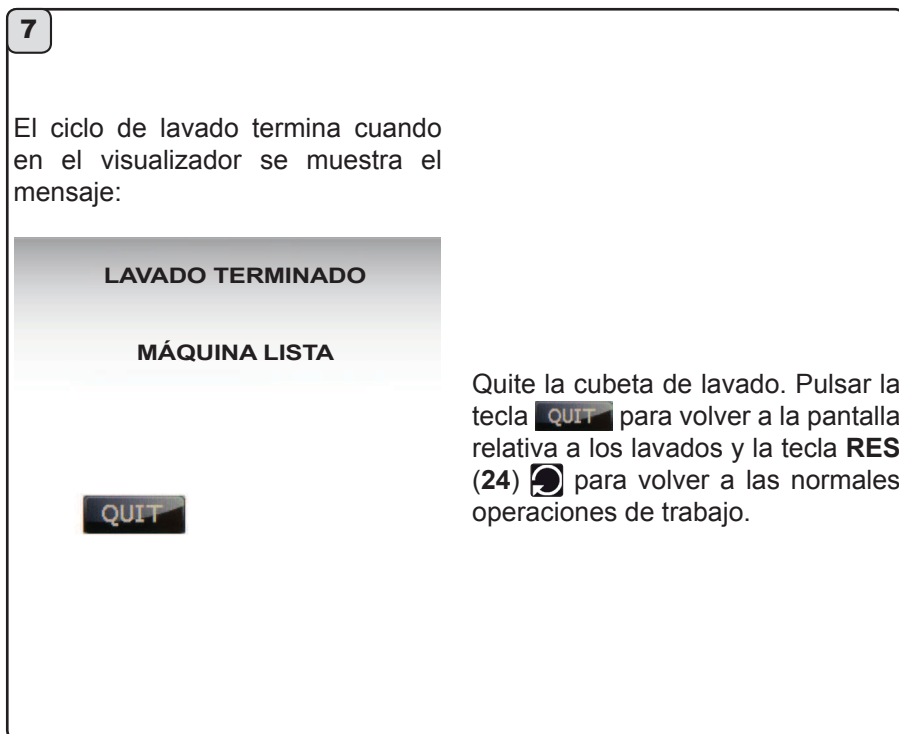 7
El ciclo de lavado termina cuando
en el visualizador se muestra el
mensaje:
LAVADO TERMINADO
MÁQUINA LISTA
QUIT
Quite la cubeta de lavado. Pulsar la
tecla QUIT para volver a la pantalla
relativa a los lavados y la tecla RES
(24) para volver a las normales
operaciones de trabajo.